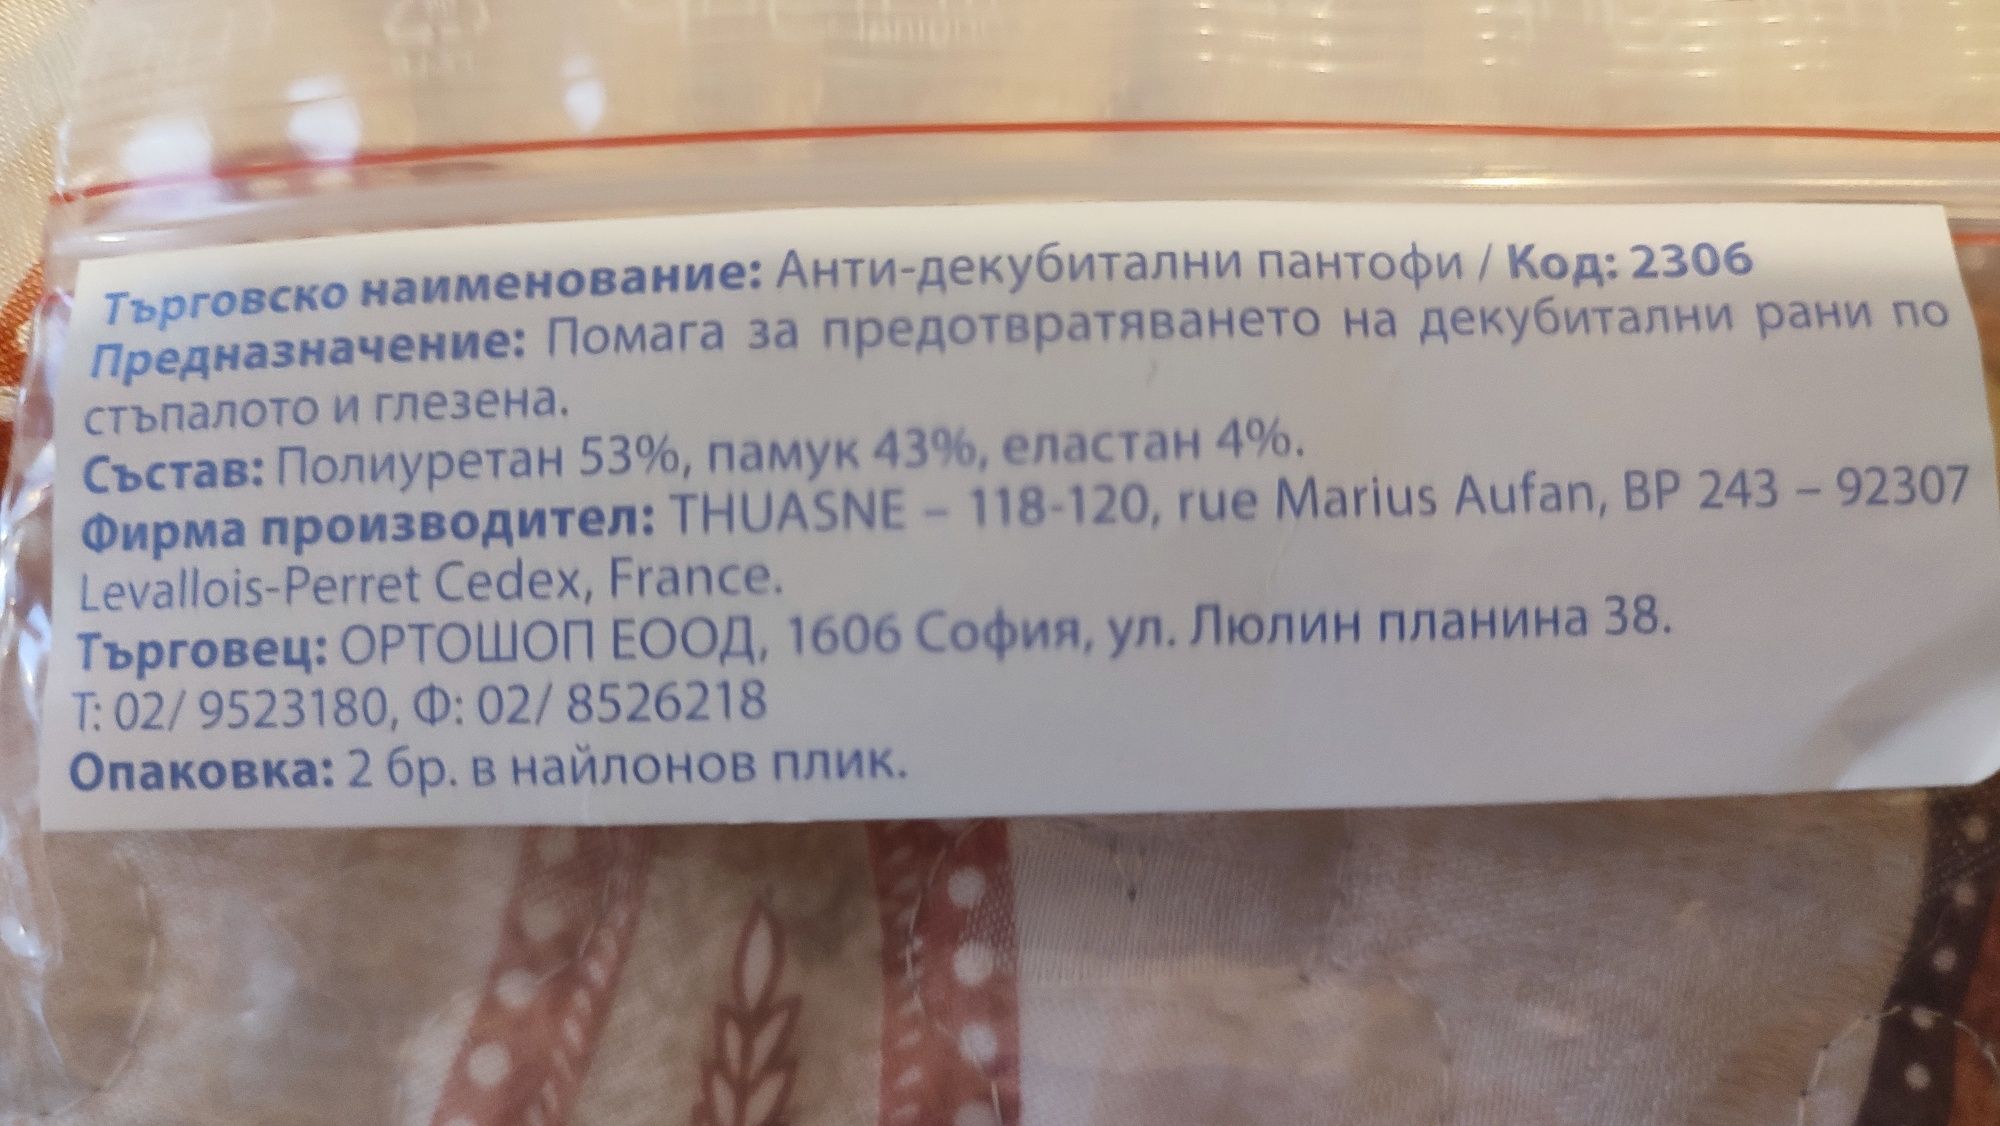 Търговско наименование: Анти-декубитални пантофи / Код: 2306
Предназначение: Помага за предотвратяването на декубитални рани по
стъпалото и глезена.
Състав: Полиуретан 53%, памук 43%, еластан 4%.
Фирма производител: THUASNE – 118-120, rue Marius Aufan, BP 243 – 92307
Levallois-Perret Cedex, France.
Търговец: ОРТОШОП ЕООД, 1606 София, ул. Люлин планина 38.
Т: 02/ 9523180, Ф: 02/ 8526218
Опаковка: 2 бр. в найлонов плик.